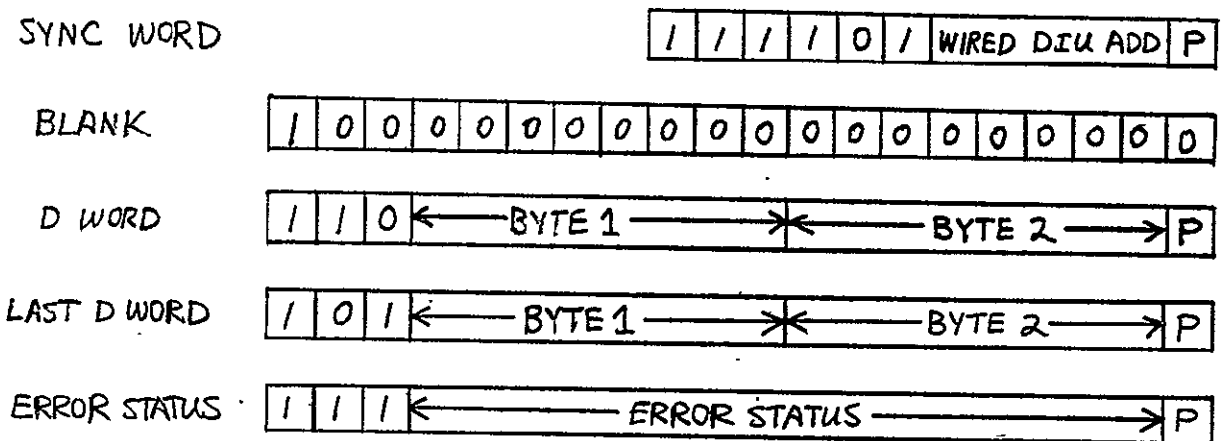 SYNC WORD 1 1 1 1 0 1 WIRED DIU ADD P
BLANK 1 0 0 0 0 0 0 0 0 0 0 0 0 0 0 0 0 0 0 0
D WORD 1 1 0 BYTE 1 BYTE 2 P
LAST D WORD 1 0 1 BYTE 1 BYTE 2 P
ERROR STATUS 1 1 1 ERROR STATUS P